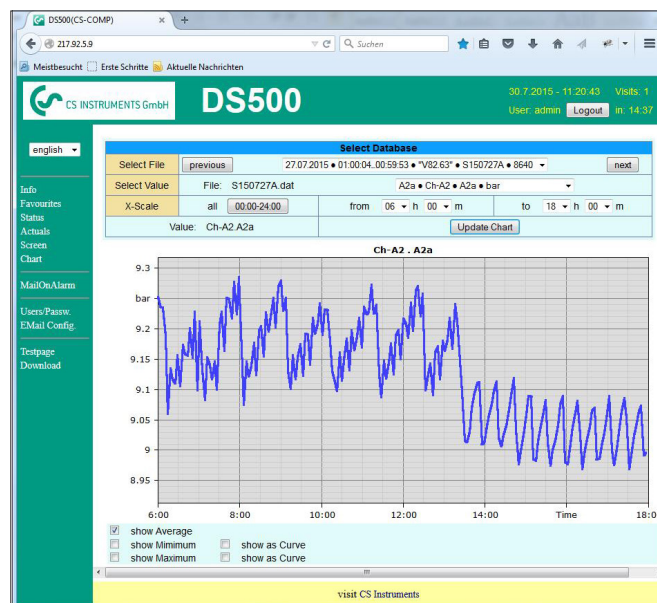 DS500(CS-COMP) × +
217.92.5.9 Suchen
Meistbesucht Erste Schritte Aktuelle Nachrichten
CS INSTRUMENTS GmbH
DS500
30.7.2015 - 11:20:43 Visits: 1
User: admin Logout in: 14:37
english
Info
Favourites
Status
Actuals
Screen
Chart
MailOnAlarm
Users/Passw.
EMail Config.
Testpage
Download
Select Database
Select File previous 27.07.2015 ● 01:00:04..00:59:53 ● "V82.63" ● S150727A ● 8640 next
Select Value File: S150727A.dat A2a ● Ch-A2 ● A2a ● bar
X-Scale all 00:00-24:00 from 06 h 00 m to 18 h 00 m
Value: Ch-A2.A2a Update Chart
Ch-A2 . A2a
9.3
bar
9.2
9.15
9.1
9.05
9
8.95
6:00 8:00 10:00 12:00 14:00 Time 18:0
show Average
show Mimimum show as Curve
show Maximum show as Curve
visit CS Instruments